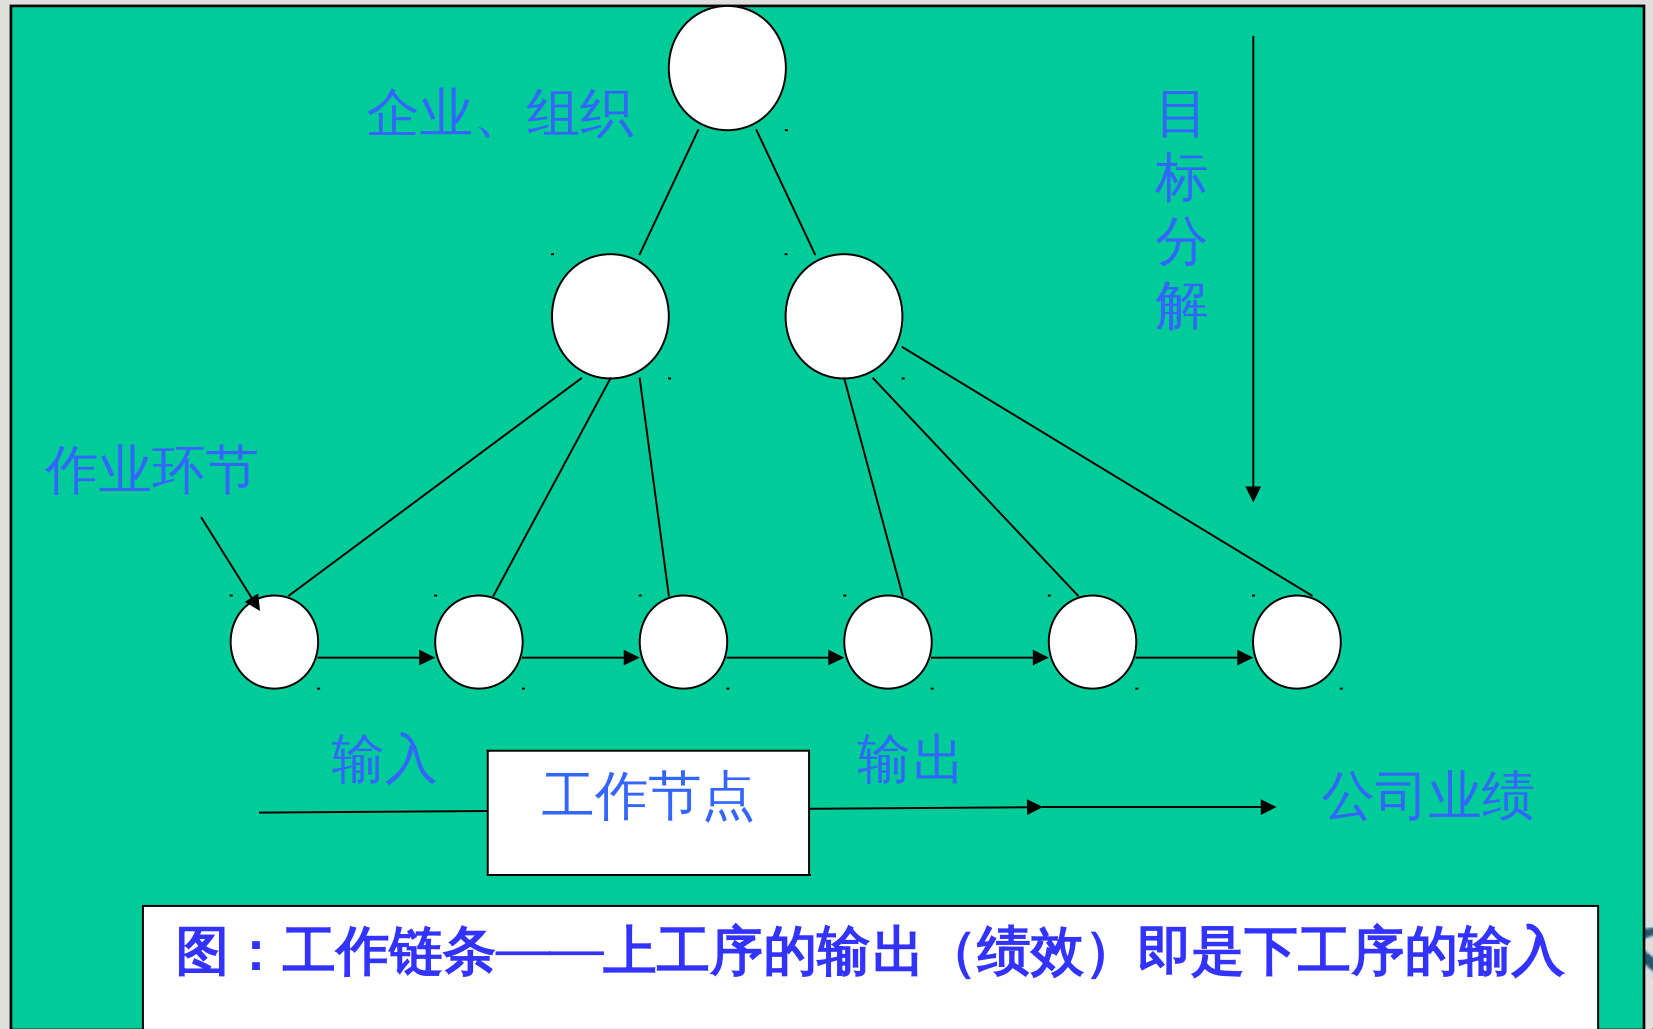 企业、组织
目
标
分
解
作业环节
输入
工作节点
输出
公司业绩
图：工作链条——上工序的输出（绩效）即是下工序的输入